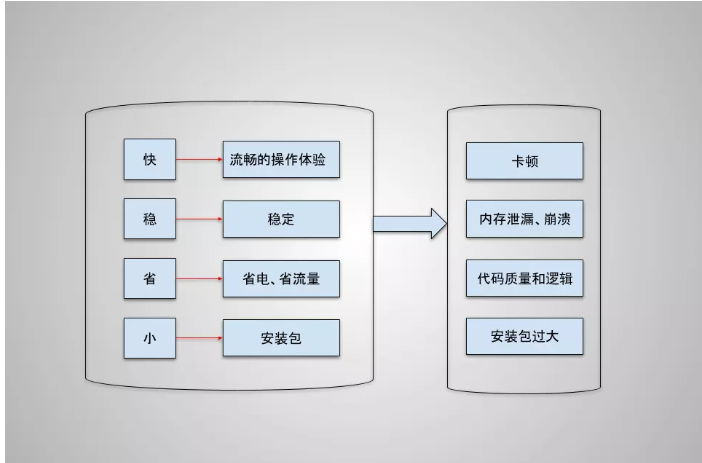 快
流畅的操作体验
卡顿
稳
稳定
内存泄漏、崩溃
省
省电、省流量
代码质量和逻辑
小
安装包
安装包过大